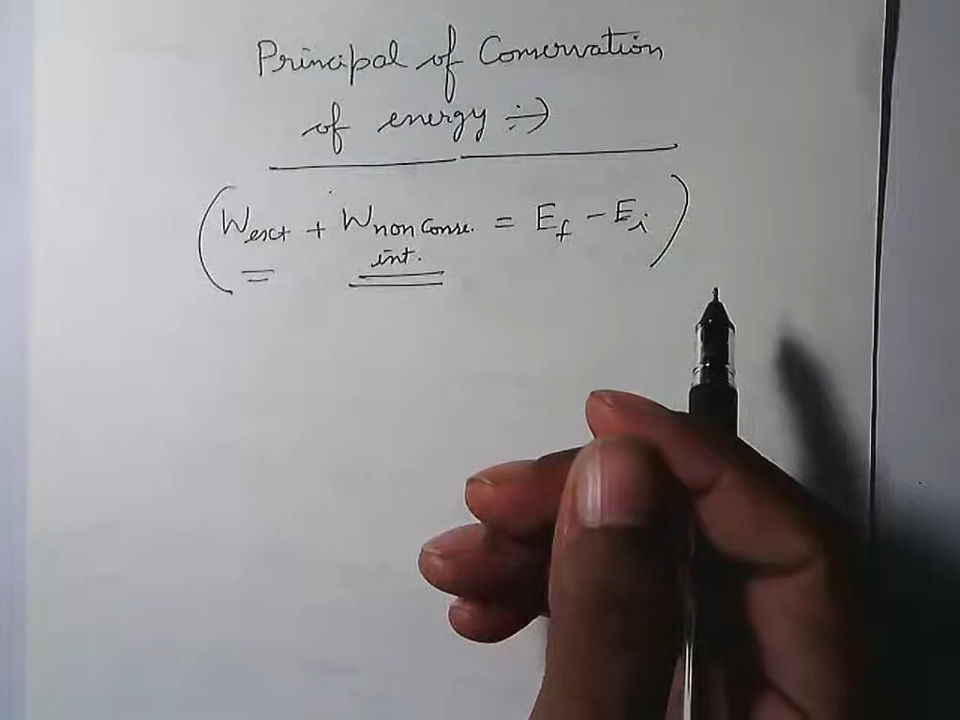 Principal of Conservation
of energy ÷→
(Wext + Wnon Conse. = Ef - Ei)
int.